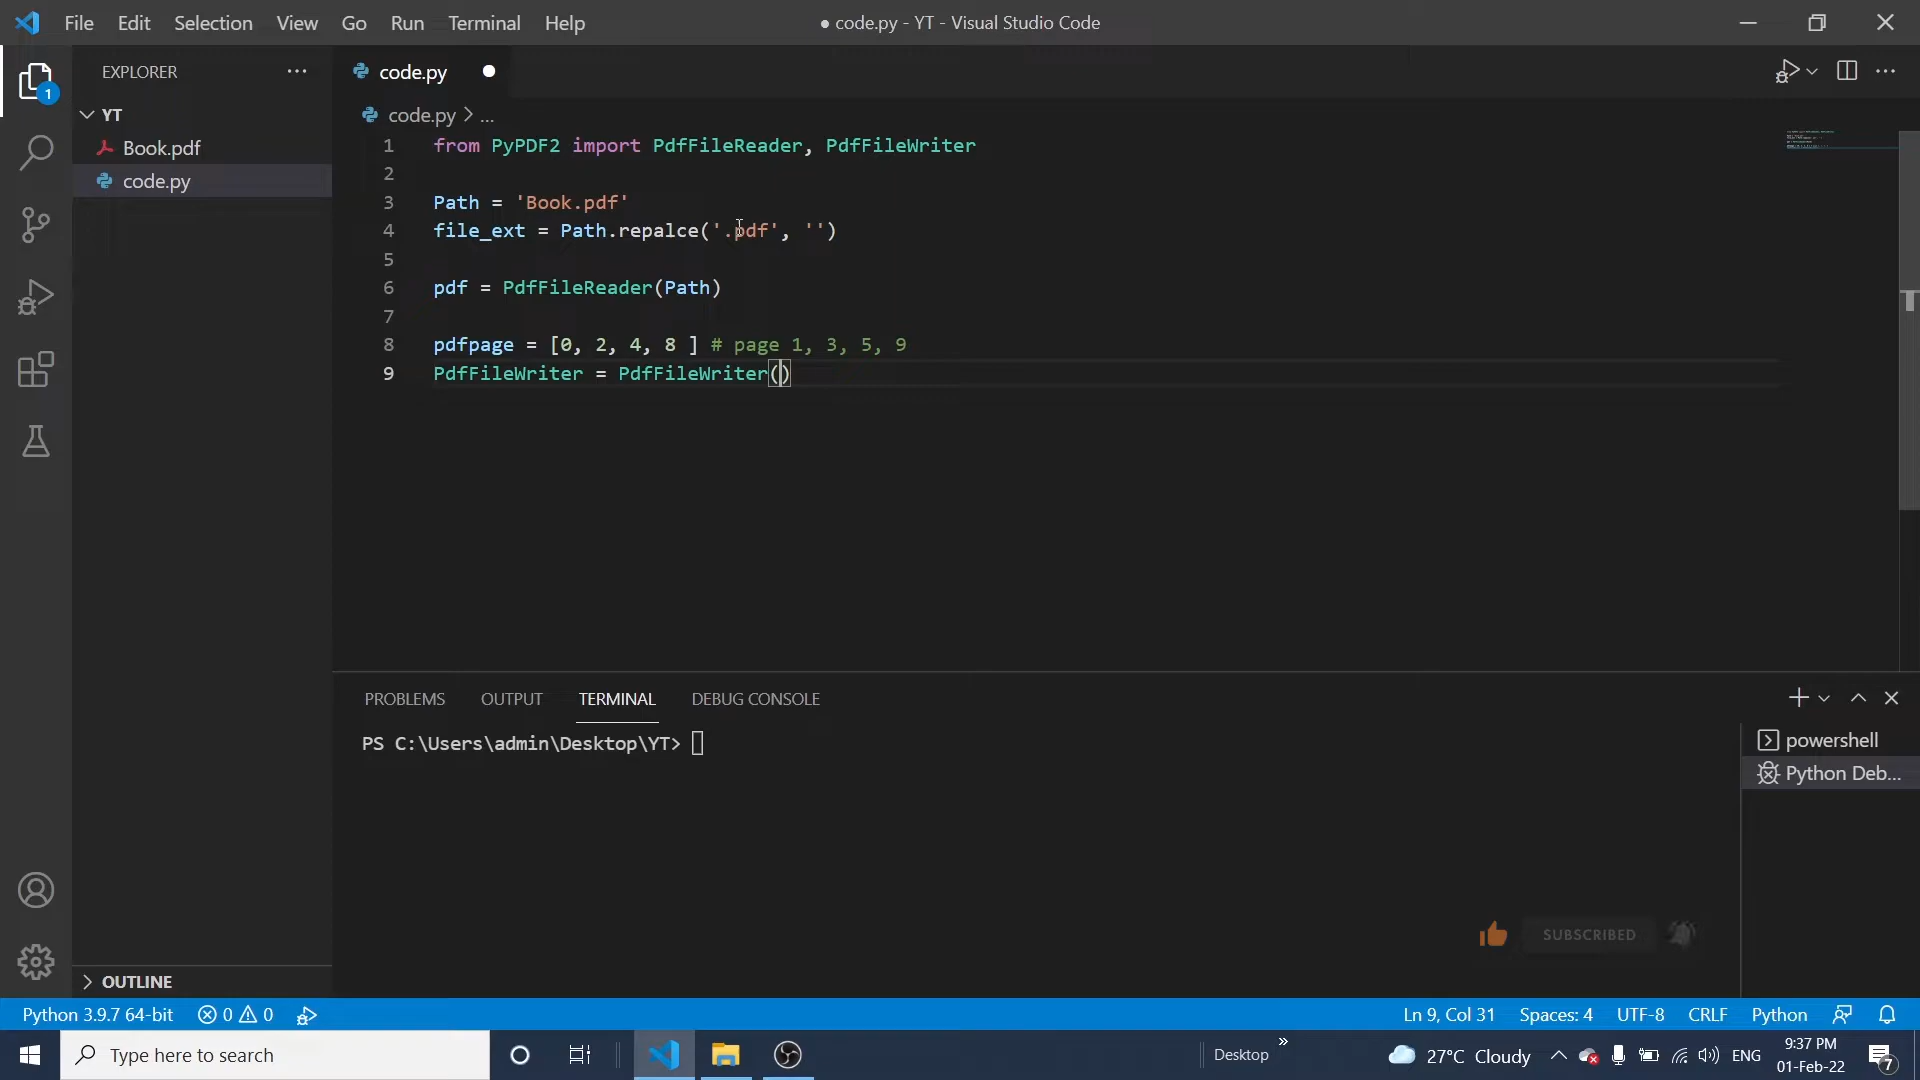 File Edit Selection View Go Run Terminal Help ● code.py - YT - Visual Studio Code
EXPLORER ··· code.py ●
1
YT code.py > ...
Book.pdf
code.py
1 from PyPDF2 import PdfFileReader, PdfFileWriter
2
3 Path = 'Book.pdf'
4 file_ext = Path.repalce('.pdf', '')
5
6 pdf = PdfFileReader(Path)
7
8 pdfpage = [0, 2, 4, 8 ] # page 1, 3, 5, 9
9 PdfFileWriter = PdfFileWriter()
PROBLEMS OUTPUT TERMINAL DEBUG CONSOLE
PS C:\Users\admin\Desktop\YT>
powershell
Python Deb...
SUBSCRIBED
OUTLINE
Python 3.9.7 64-bit 0 0 Ln 9, Col 31 Spaces: 4 UTF-8 CRLF Python
Type here to search Desktop » 27°C Cloudy ENG 9:37 PM
01-Feb-22 7